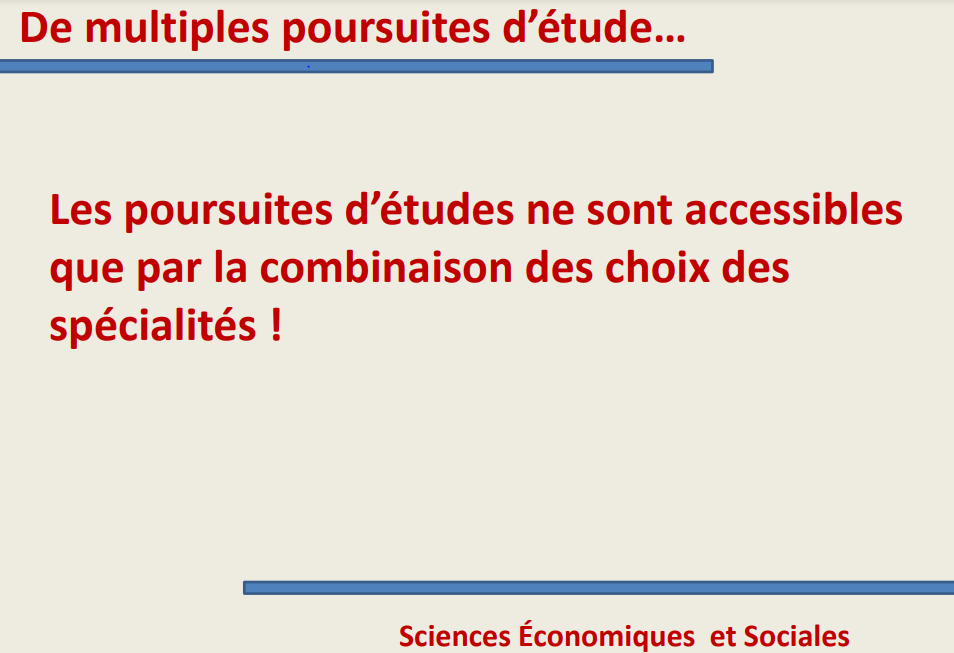 De multiples poursuites d’étude…
Les poursuites d’études ne sont accessibles
que par la combinaison des choix des
spécialités !
Sciences Économiques et Sociales